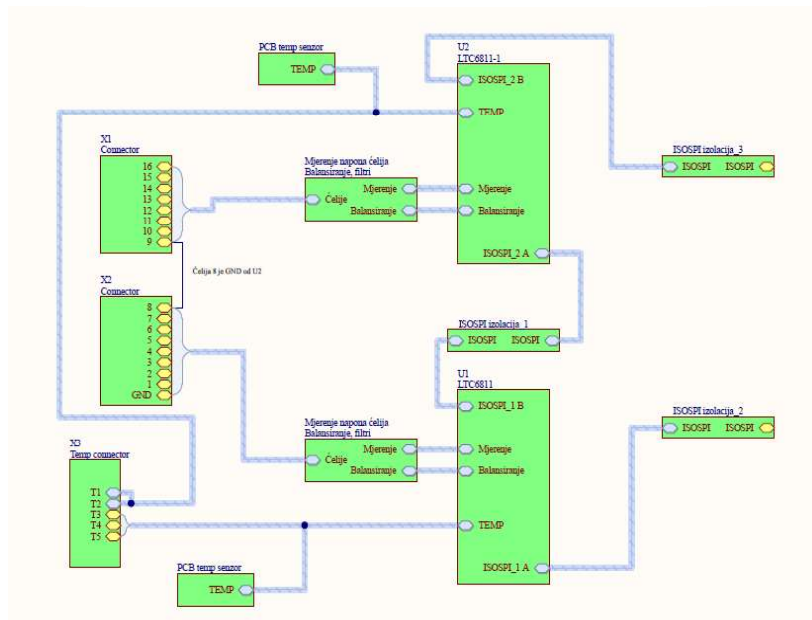 PCB temp senzor
TEMP
U2
LTC6811-1
ISOSPI_2 B
TEMP
Mjerenje
Balansiranje
ISOSPI_2 A
ISOSPI izolacija_3
ISOSPI ISOSPI
X1
Connector
16
15
14
13
12
11
10
9
Mjerenje napona ćelija
Balansiranje, filtri
Mjerenje
Ćelije
Balansiranje
Ćelija 8 je GND od U2
X2
Connector
8
7
6
5
4
3
2
1
GND
ISOSPI izolacija_1
ISOSPI ISOSPI
U1
LTC6811
ISOSPI_1 B
Mjerenje
Balansiranje
TEMP
ISOSPI_1 A
ISOSPI izolacija_2
ISOSPI ISOSPI
Mjerenje napona ćelija
Balansiranje, filtri
Mjerenje
Ćelije
Balansiranje
X3
Temp connector
T1
T2
T3
T4
T5
PCB temp senzor
TEMP